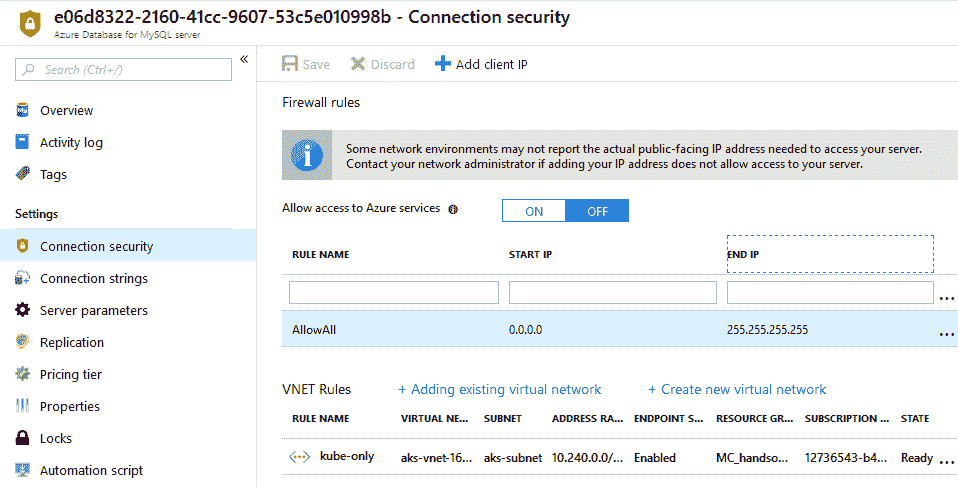 e06d8322-2160-41cc-9607-53c5e010998b - Connection security
Azure Database for MySQL server
Search (Ctrl+/)
«
Overview
Activity log
Tags
Settings
Connection security
Connection strings
Server parameters
Replication
Pricing tier
Properties
Locks
Automation script
Save Discard Add client IP
Firewall rules
Some network environments may not report the actual public-facing IP address needed to access your server.
Contact your network administrator if adding your IP address does not allow access to your server.
Allow access to Azure services ON OFF
RULE NAME START IP END IP
...
AllowAll 0.0.0.0 255.255.255.255 ...
VNET Rules + Adding existing virtual network + Create new virtual network
RULE NAME VIRTUAL NE... SUBNET ADDRESS RA... ENDPOINT S... RESOURCE GR... SUBSCRIPTION ... STATE
kube-only aks-vnet-16... aks-subnet 10.240.0.0/... Enabled MC_handso... 12736543-b4... Ready ...